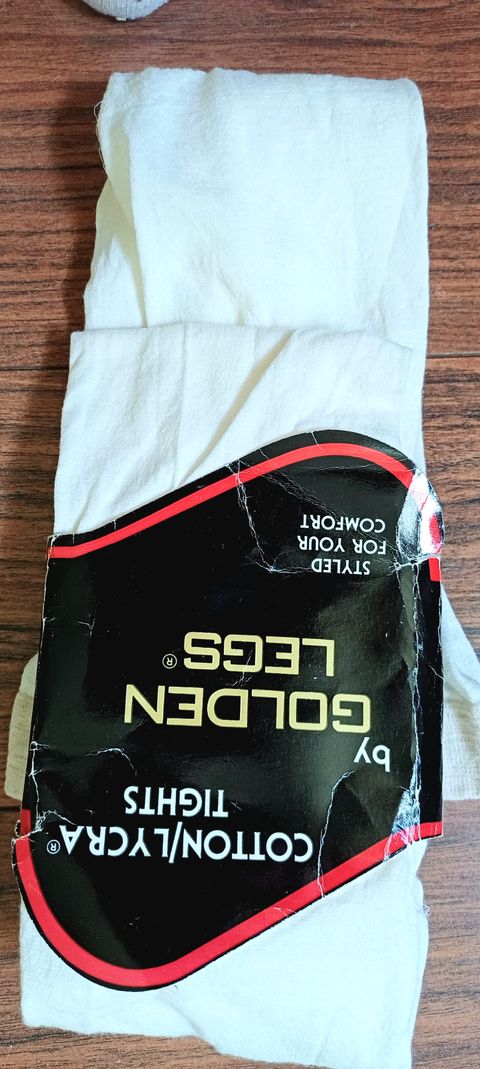 COTTON/LYCRA®
TIGHTS
by
GOLDEN
LEGS®
STYLED
FOR YOUR
COMFORT